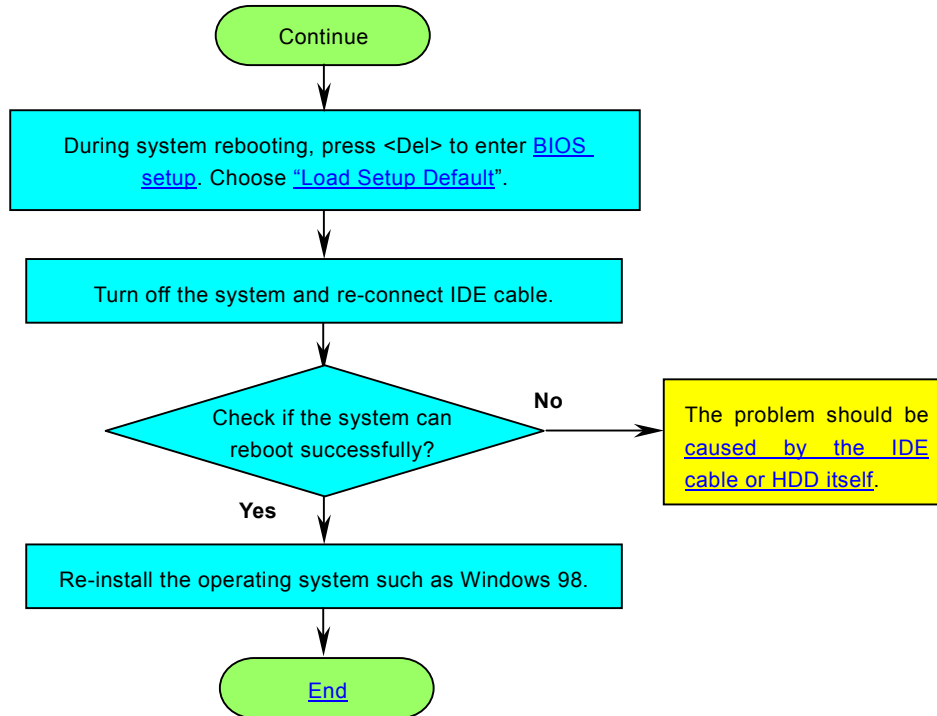 Continue
During system rebooting, press <Del> to enter BIOS
setup. Choose “Load Setup Default”.
Turn off the system and re-connect IDE cable.
Check if the system can
reboot successfully?
No
The problem should be
caused by the IDE
cable or HDD itself.
Yes
Re-install the operating system such as Windows 98.
End